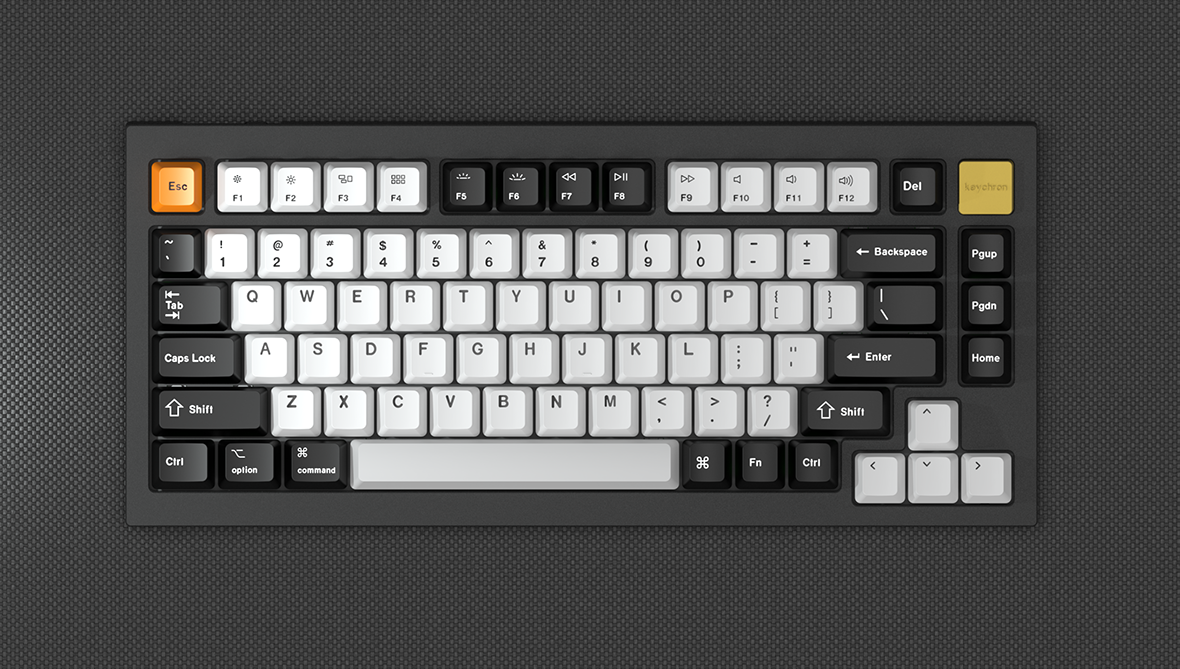 Esc F1 F2 F3 F4 F5 F6 F7 F8 F9 F10 F11 F12 Del keychron
~ ! @ # $ % ^ & * ( ) - +
` 1 2 3 4 5 6 7 8 9 0 - = ← Backspace Pgup
Tab Q W E R T Y U I O P { } |
[ ] \ Pgdn
Caps Lock A S D F G H J K L : " ← Enter Home
; '
Shift Z X C V B N M < > ? Shift ^
, . /
Ctrl ⌥ option ⌘ command ⌘ Fn Ctrl < ⌄ >